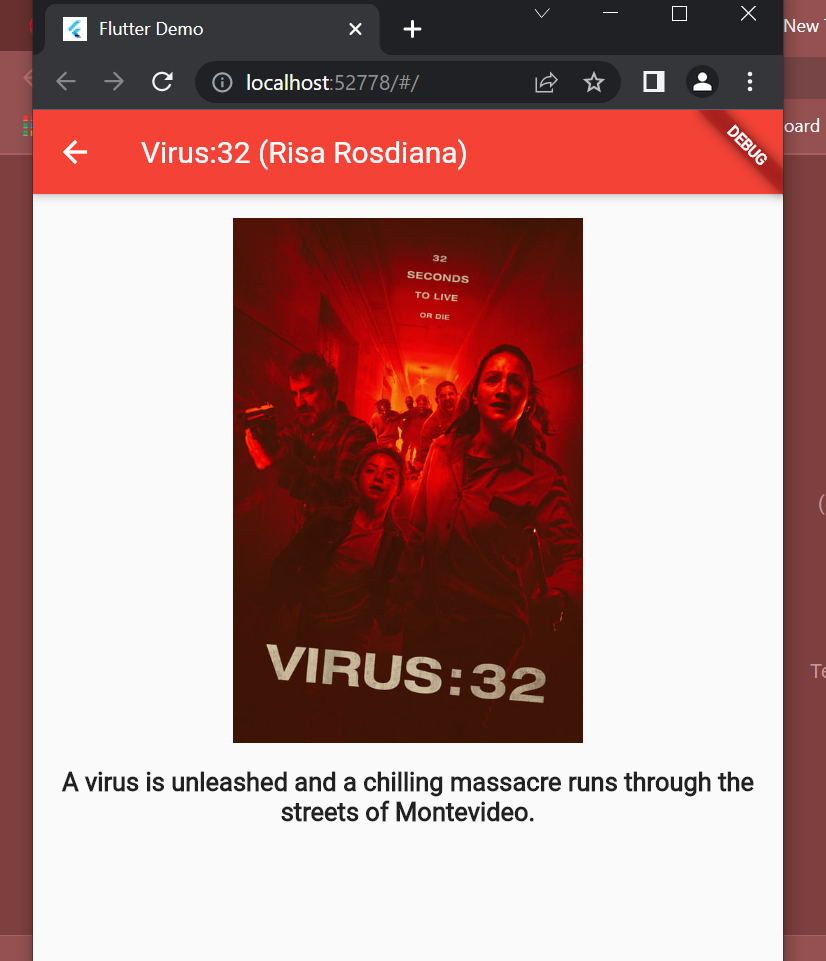 Flutter Demo
New
localhost:52778/#/
oard
Virus:32 (Risa Rosdiana)
DEBUG
32
SECONDS
TO LIVE
OR DIE
VIRUS:32
A virus is unleashed and a chilling massacre runs through the
streets of Montevideo.
(
Te